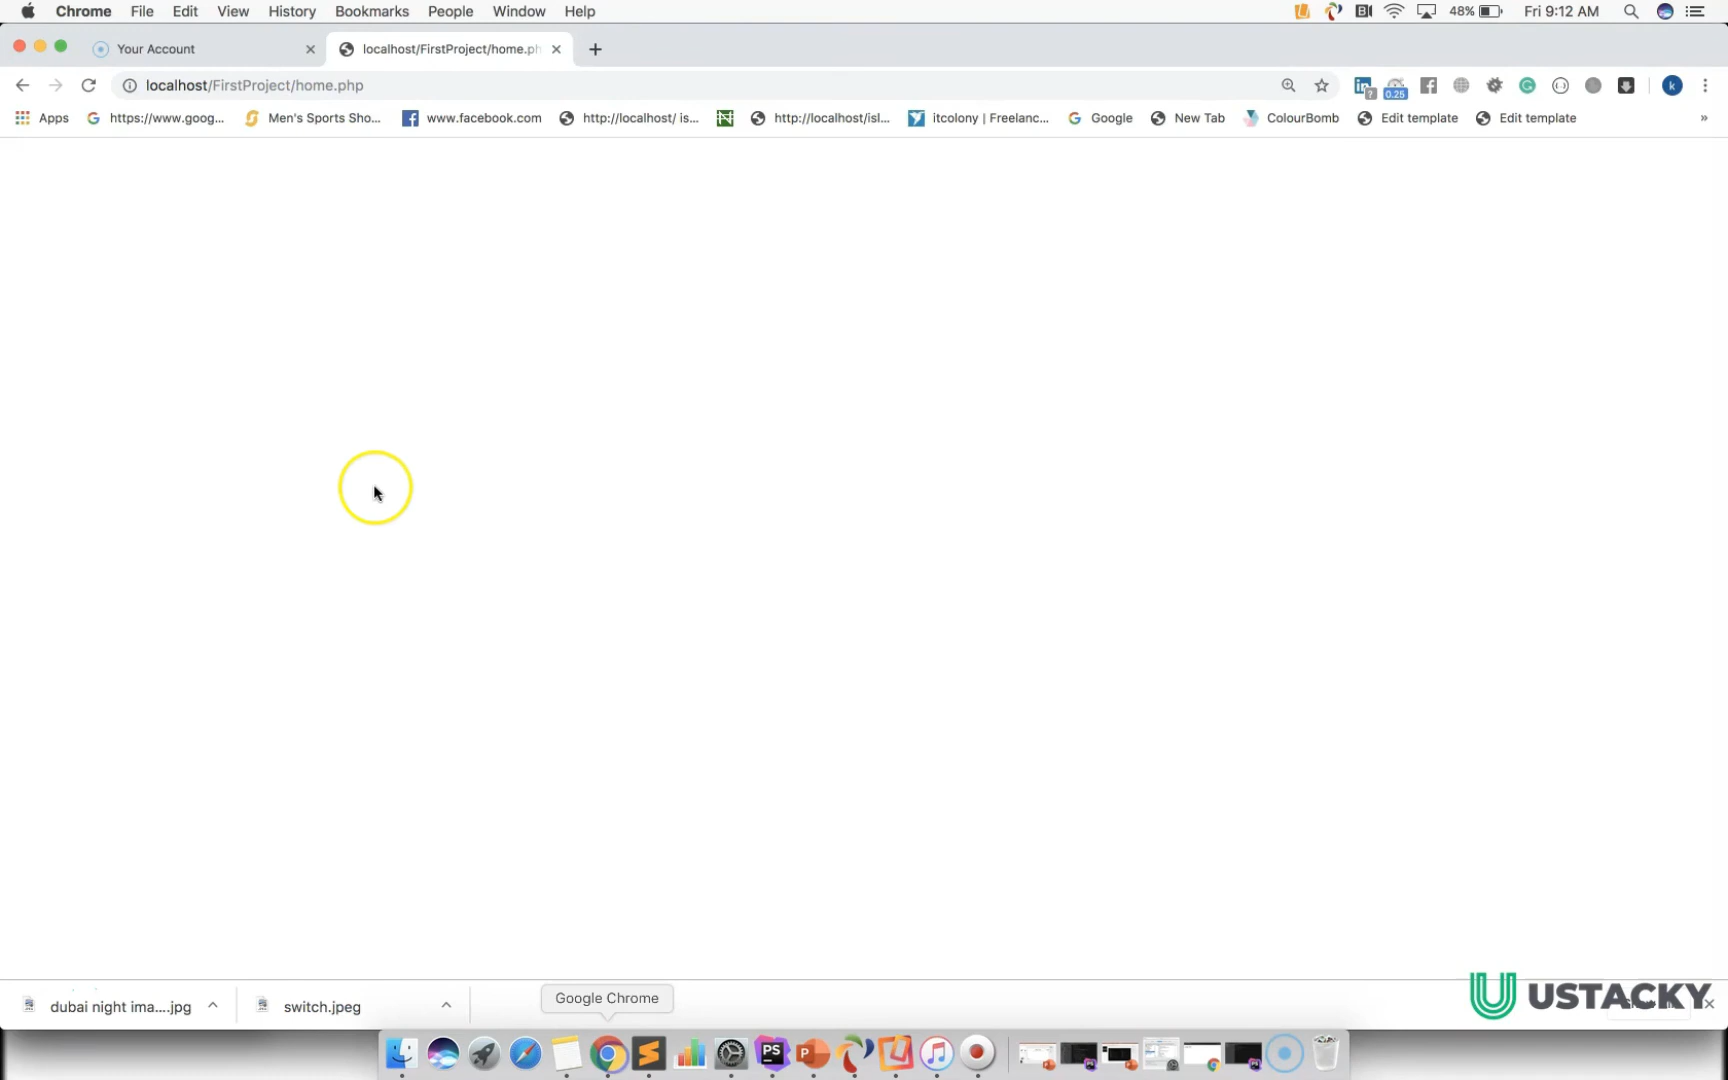 Chrome File Edit View History Bookmarks People Window Help 48% Fri 9:12 AM
Your Account localhost/FirstProject/home.ph
localhost/FirstProject/home.php
? 0.25 k
Apps https://www.goog... Men's Sports Sho... www.facebook.com http://localhost/ is... http://localhost/isl... itcolony | Freelanc... Google New Tab ColourBomb Edit template Edit template »
dubai night ima....jpg switch.jpeg Google Chrome USTACKY
PS P